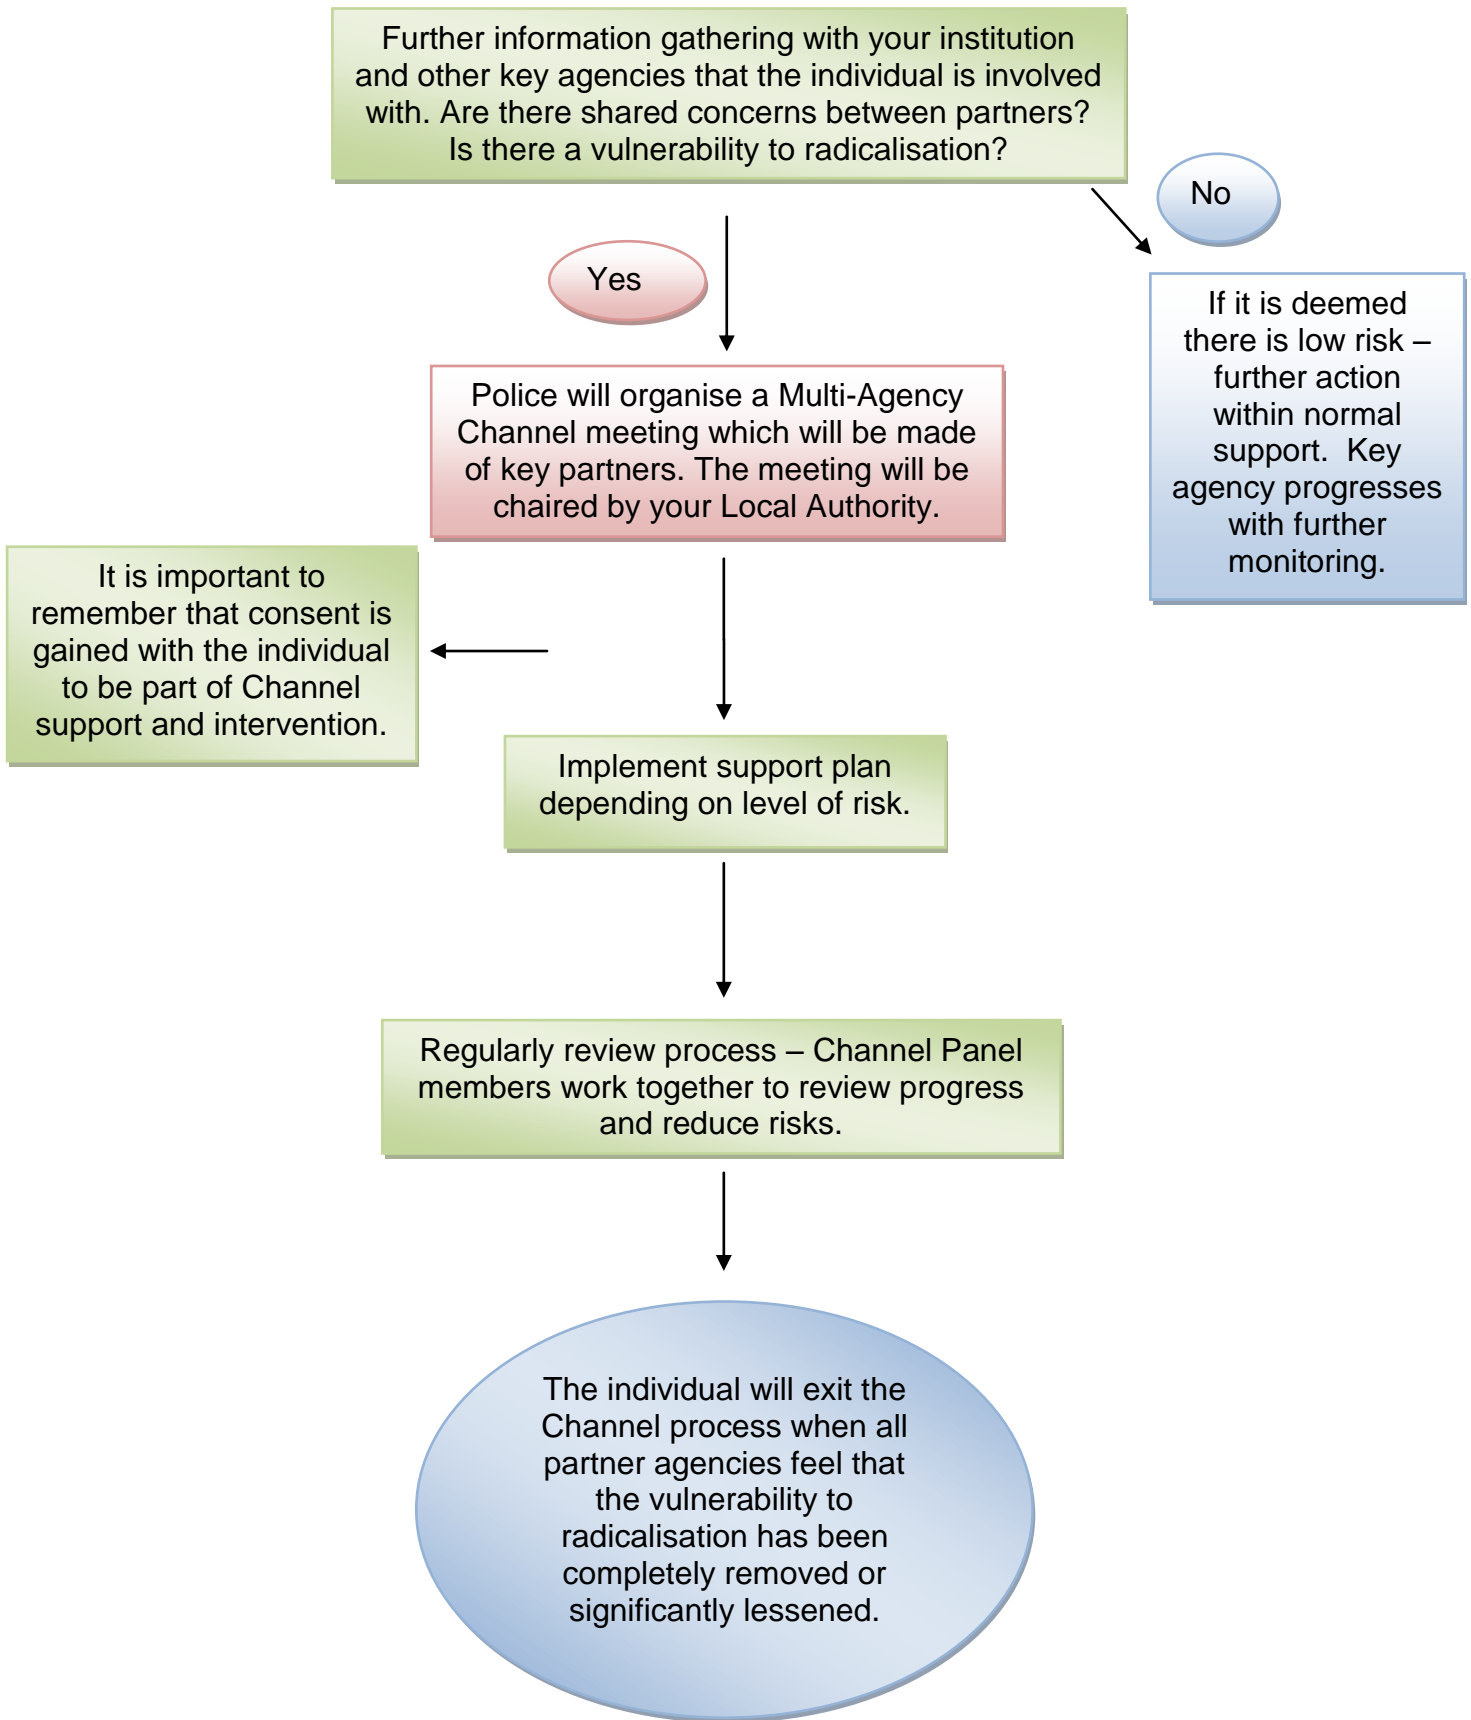 Further information gathering with your institution
and other key agencies that the individual is involved
with. Are there shared concerns between partners?
Is there a vulnerability to radicalisation?
No
Yes
If it is deemed
there is low risk –
further action
within normal
support.  Key
agency progresses
with further
monitoring.
Police will organise a Multi-Agency
Channel meeting which will be made
of key partners. The meeting will be
chaired by your Local Authority.
It is important to
remember that consent is
gained with the individual
to be part of Channel
support and intervention.
Implement support plan
depending on level of risk.
Regularly review process – Channel Panel
members work together to review progress
and reduce risks.
The individual will exit the
Channel process when all
partner agencies feel that
the vulnerability to
radicalisation has been
completely removed or
significantly lessened.